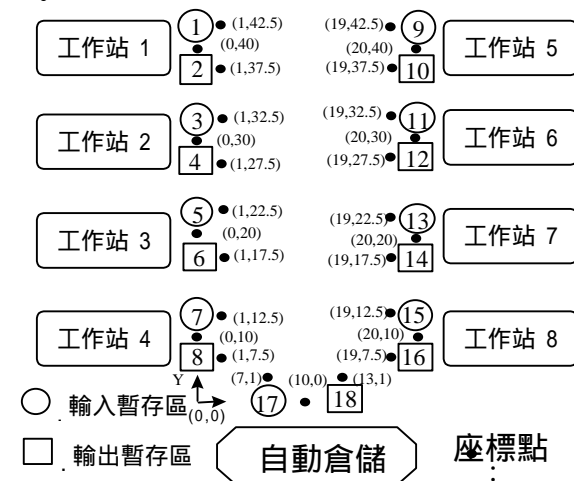 1 (1,42.5) (19,42.5) 9
工作站 1 (0,40) (20,40) 工作站 5
2 (1,37.5) (19,37.5) 10
3 (1,32.5) (19,32.5) 11
工作站 2 (0,30) (20,30) 工作站 6
4 (1,27.5) (19,27.5) 12
5 (1,22.5) (19,22.5) 13
工作站 3 (0,20) (20,20) 工作站 7
6 (1,17.5) (19,17.5) 14
7 (1,12.5) (19,12.5) 15
工作站 4 (0,10) (20,10) 工作站 8
8 (1,7.5) (19,7.5) 16
Y (7,1) (10,0) (13,1)
輸入暫存區 (0,0) 17 18
輸出暫存區 自動倉儲 座標點